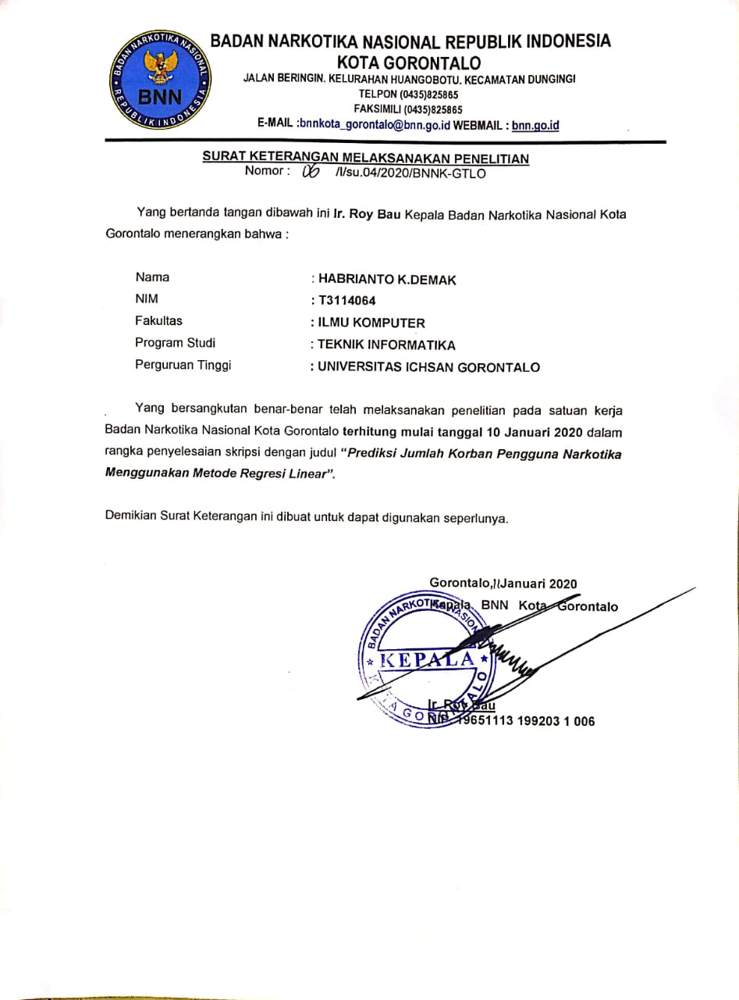 BADAN NARKOTIKA NASIONAL
BNN
REPUBLIK INDONESIA
BADAN NARKOTIKA NASIONAL REPUBLIK INDONESIA
KOTA GORONTALO
JALAN BERINGIN. KELURAHAN HUANGOBOTU. KECAMATAN DUNGINGI
TELPON (0435)825865
FAKSIMILI (0435)825865
E-MAIL :bnnkota_gorontalo@bnn.go.id WEBMAIL : bnn.go.id
SURAT KETERANGAN MELAKSANAKAN PENELITIAN
Nomor : 06 /I/su.04/2020/BNNK-GTLO
Yang bertanda tangan dibawah ini Ir. Roy Bau Kepala Badan Narkotika Nasional Kota
Gorontalo menerangkan bahwa :
Nama : HABRIANTO K.DEMAK
NIM : T3114064
Fakultas : ILMU KOMPUTER
Program Studi : TEKNIK INFORMATIKA
Perguruan Tinggi : UNIVERSITAS ICHSAN GORONTALO
Yang bersangkutan benar-benar telah melaksanakan penelitian pada satuan kerja
Badan Narkotika Nasional Kota Gorontalo terhitung mulai tanggal 10 Januari 2020 dalam
rangka penyelesaian skripsi dengan judul “Prediksi Jumlah Korban Pengguna Narkotika
Menggunakan Metode Regresi Linear”.
Demikian Surat Keterangan ini dibuat untuk dapat digunakan seperlunya.
Gorontalo,11Januari 2020
Kepala BNN Kota Gorontalo
BADAN NARKOTIKA NASIONAL
KEPALA
KOTA GORONTALO
Ir. Roy Bau
NIP 19651113 199203 1 006